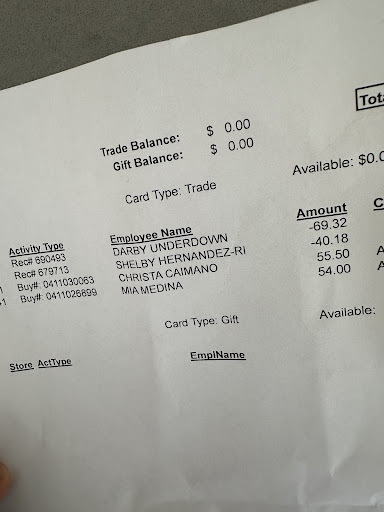 Tot
Trade Balance: $ 0.00
Gift Balance: $ 0.00
Card Type: Trade
Available: $0.0
Activity Type Employee Name Amount C
Rec# 690493 DARBY UNDERDOWN -69.32
Rec# 679713 SHELBY HERNANDEZ-RI -40.18
Buy#: 0411030063 CHRISTA CAIMANO 55.50 A
Buy#: 0411026899 MIA MEDINA 54.00 A
Card Type: Gift
Available:
Store ActType EmplName